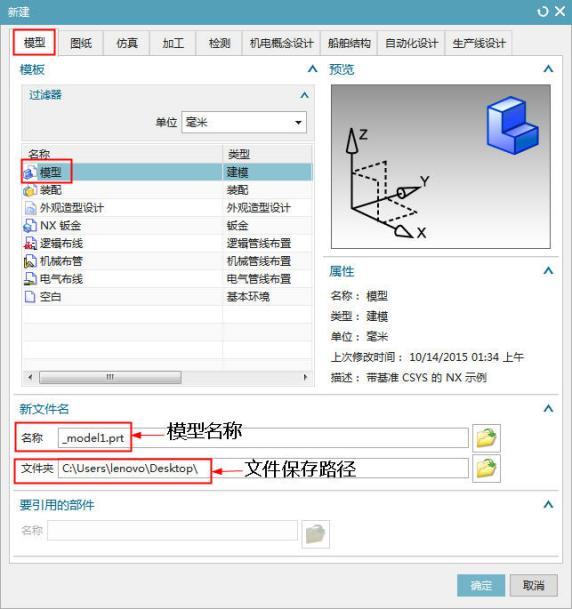 新建
模型 图纸 仿真 加工 检测 机电概念设计 船舶结构 自动化设计 生产线设计
模板
过滤器
单位 毫米
名称 类型
模型 建模
装配 装配
外观造型设计 外观造型设计
NX 钣金 钣金
逻辑布线 逻辑管线布置
机械布管 机械管线布置
电气布线 电气管线布置
空白 基本环境
预览
Z
Y
X
属性
名称： 模型
类型： 建模
单位： 毫米
上次修改时间： 10/14/2015 01:34 上午
描述： 带基准 CSYS 的 NX 示例
新文件名
名称 _model1.prt 模型名称
文件夹 C:\Users\lenovo\Desktop\ 文件保存路径
要引用的部件
名称
确定 取消